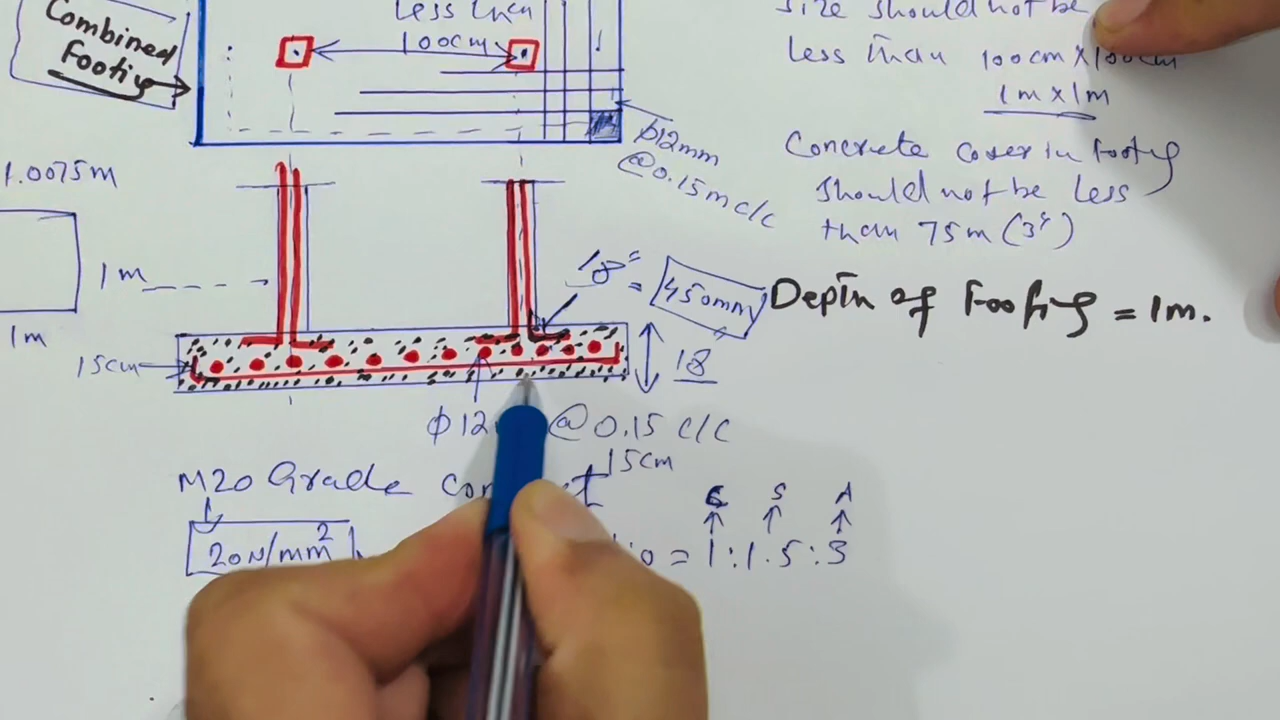 Combined
Footing
less then
100cm
size should not be
less than 100cm x 100cm
1m x 1m
ϕ12mm
@0.15m c/c
Concrete cover in footing
should not be less
than 75m (3")
1.0075m
1m
1m
18" = 450mm
Depth of Footing = 1m.
15cm
18
ϕ12 @ 0.15 c/c
15cm
M20 Grade
20N/mm²
C S A
= 1:1.5:3